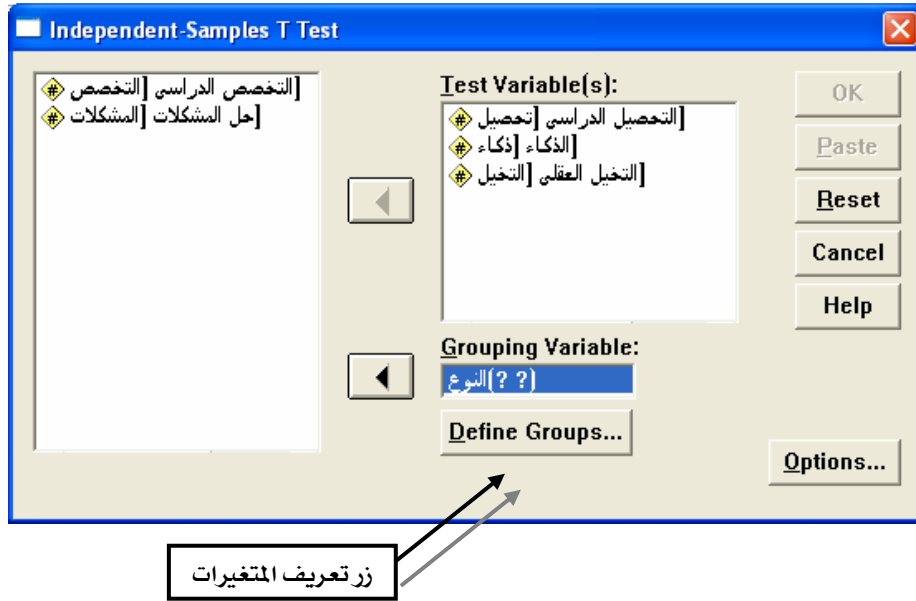 Independent-Samples T Test
التخصص الدراسى [التخصص]
حل المشكلات [المشكلات]
Test Variable(s):
التحصيل الدراسى [تحصيل]
الذكاء [ذكاء]
التخيل العقلى [التخيل]
Grouping Variable:
النوع(? ?)
Define Groups...
OK
Paste
Reset
Cancel
Help
Options...
زر تعريف المتغيرات